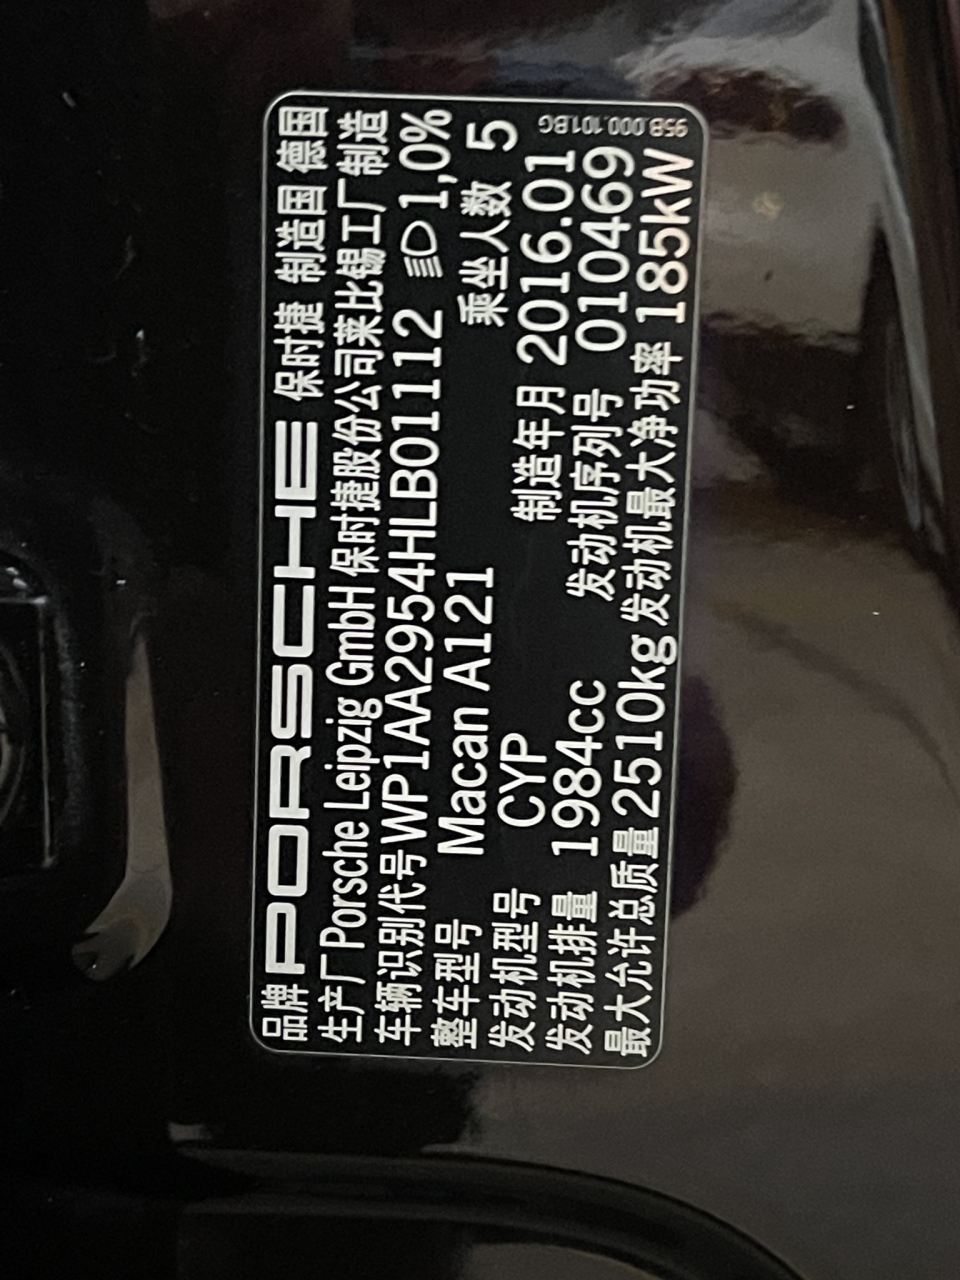 品牌 PORSCHE 保时捷 制造国 德国
生产厂 Porsche Leipzig GmbH 保时捷股份公司莱比锡工厂制造
车辆识别代号 WP1AA2954HLB01112 1,0%
整车型号 Macan A121 乘坐人数 5
发动机型号 CYP 制造年月 2016.01
发动机排量 1984cc 发动机序列号 010469
最大允许总质量 2510kg 发动机最大净功率 185kW
95B.000.101.BG